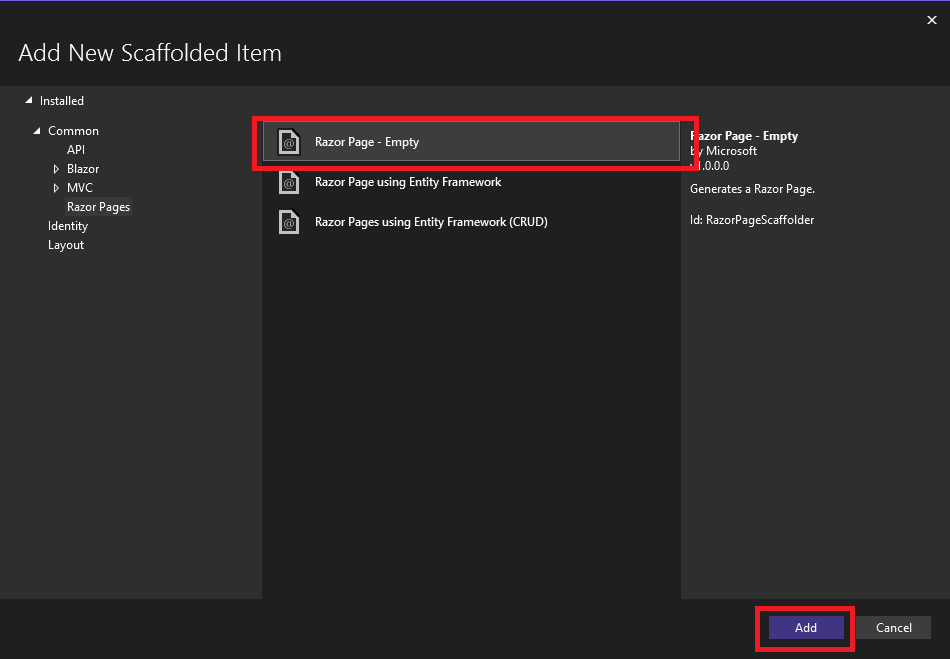 Add New Scaffolded Item
Installed
Common
API
Blazor
MVC
Razor Pages
Identity
Layout
Razor Page - Empty
Razor Page using Entity Framework
Razor Pages using Entity Framework (CRUD)
Razor Page - Empty
by Microsoft
v1.0.0.0
Generates a Razor Page.
Id: RazorPageScaffolder
Add
Cancel